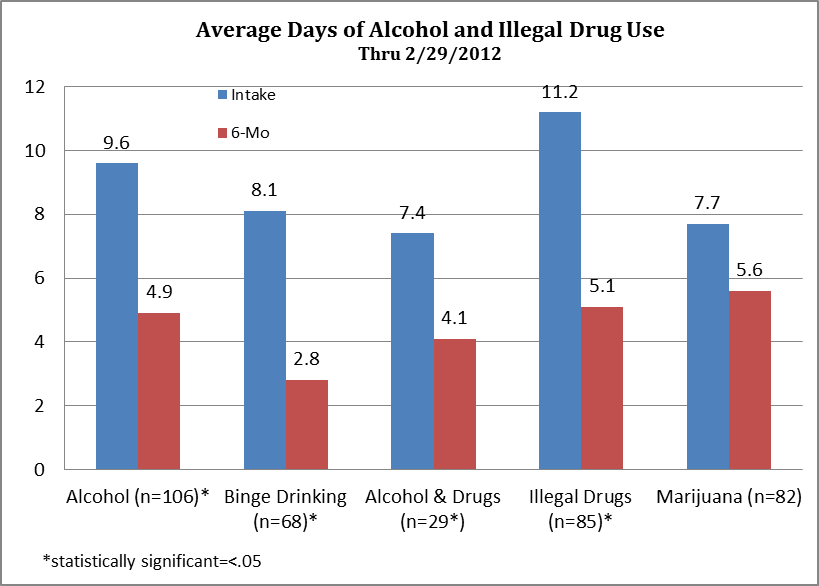 Average Days of Alcohol and Illegal Drug Use
Thru 2/29/2012
Intake
6-Mo
12
10
8
6
4
2
0
9.6
4.9
8.1
2.8
7.4
4.1
11.2
5.1
7.7
5.6
Alcohol (n=106)*
Binge Drinking
(n=68)*
Alcohol & Drugs
(n=29*)
Illegal Drugs
(n=85)*
Marijuana (n=82)
*statistically significant=<.05